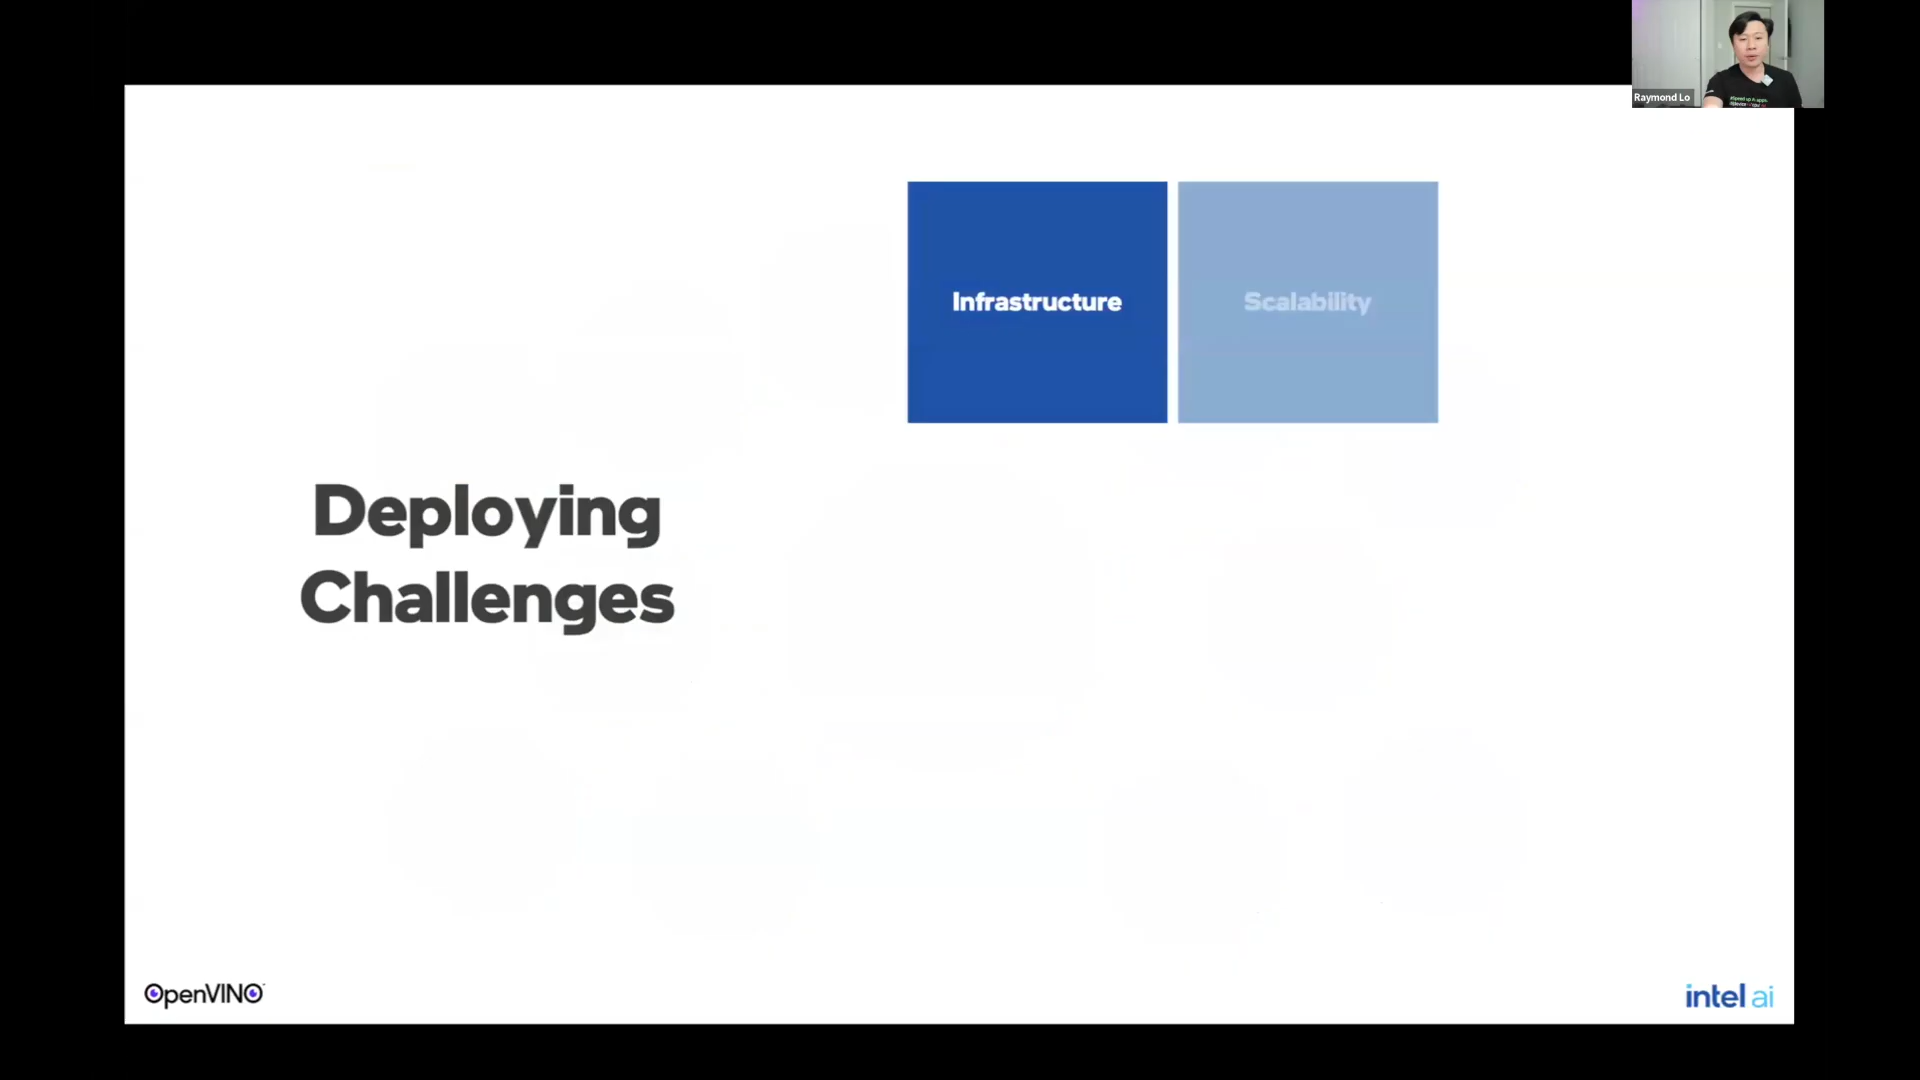 Raymond Lo
Infrastructure
Scalability
Deploying
Challenges
OpenVINO
intel ai